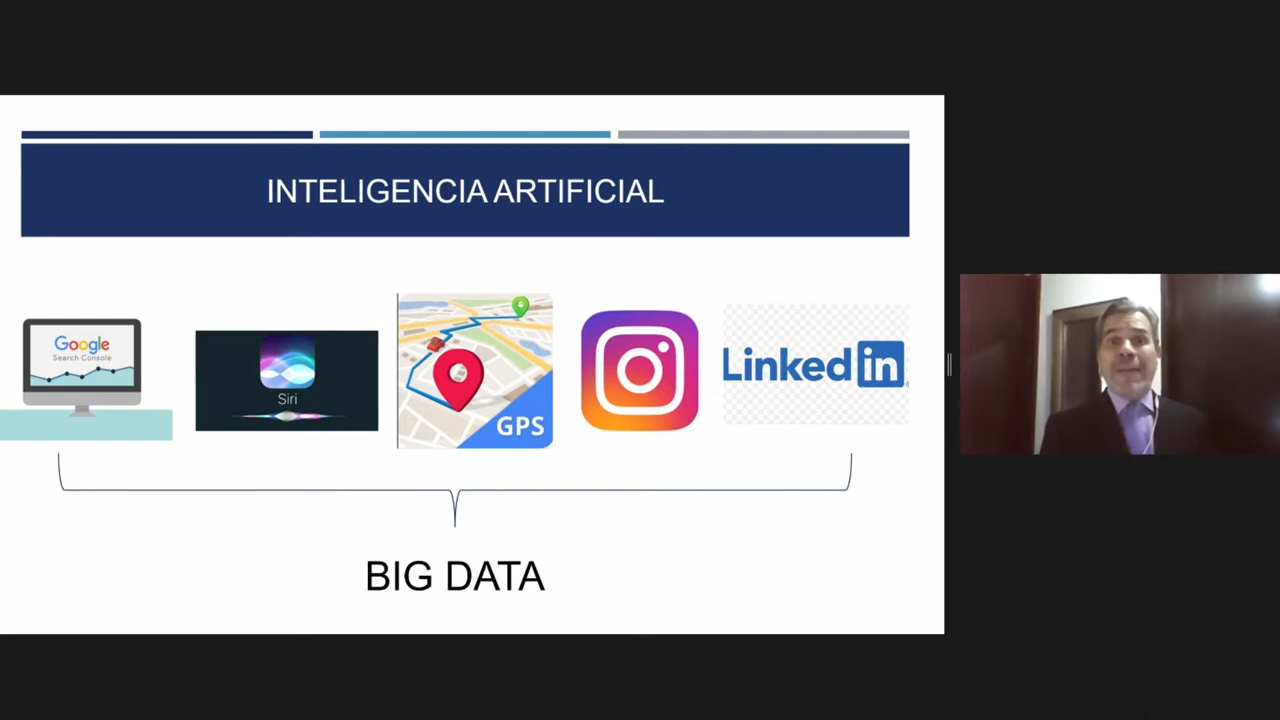 INTELIGENCIA ARTIFICIAL
Google
Search Console
Siri
GPS
Linkedin
BIG DATA